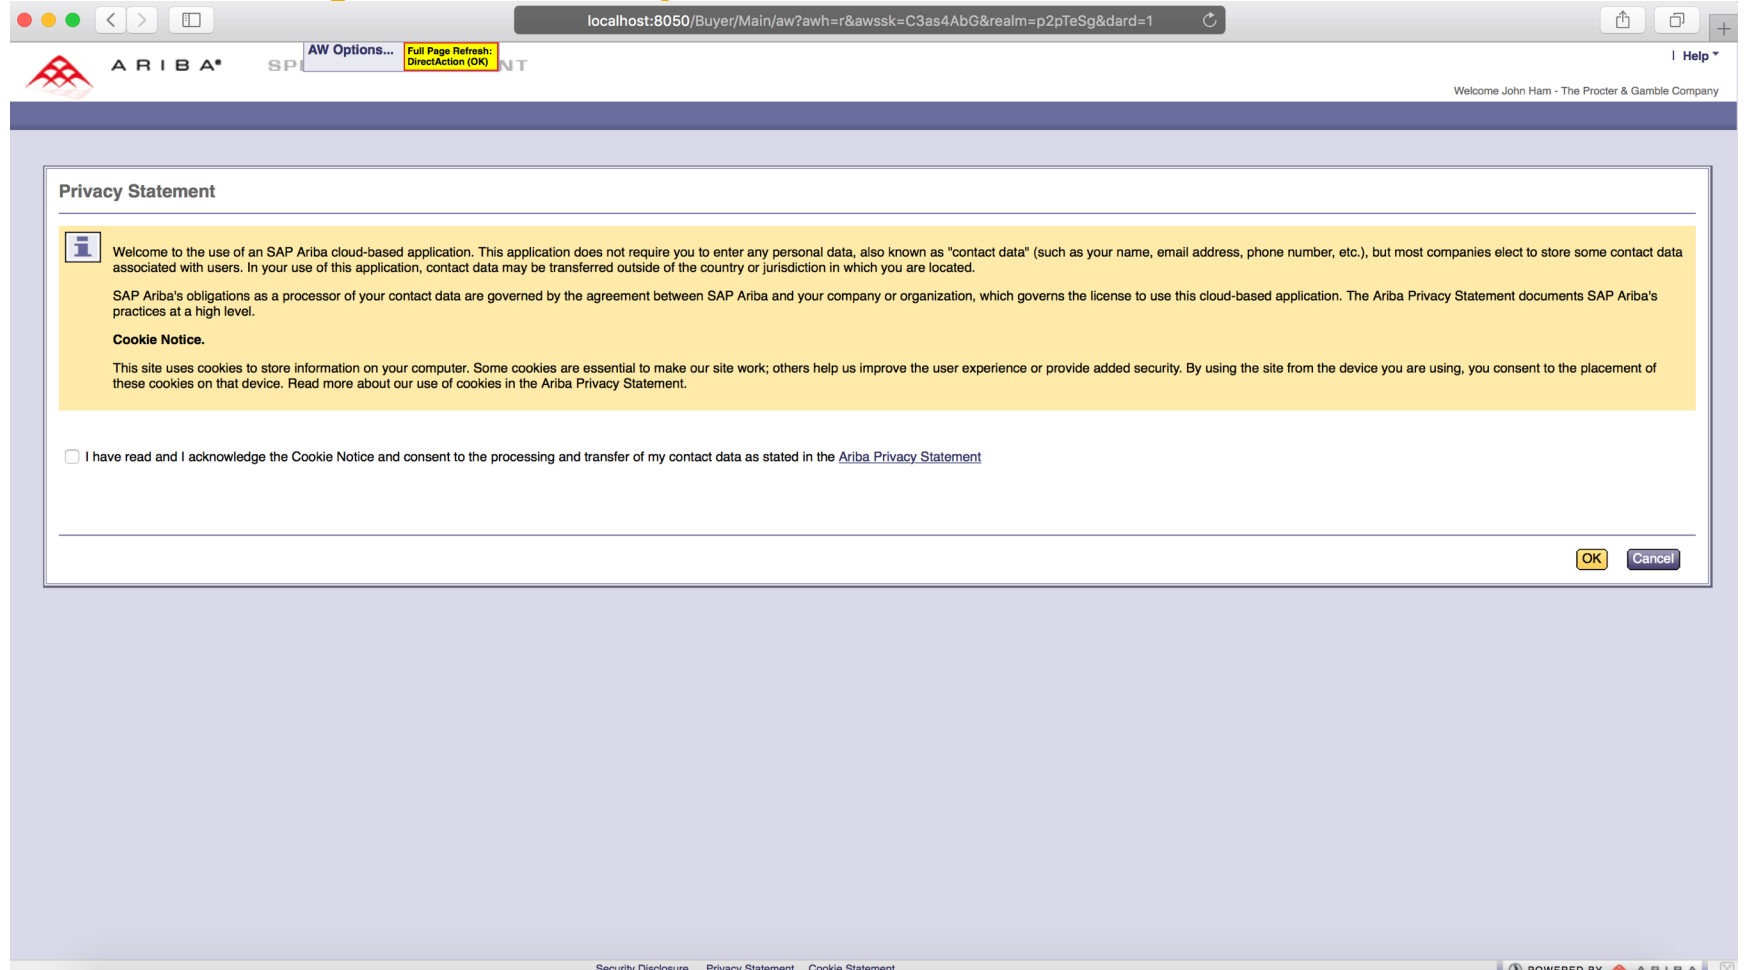 localhost:8050/Buyer/Main/aw?awh=r&awssk=C3as4AbG&realm=p2pTeSg&dard=1
ARIBA
AW Options...
Full Page Refresh:
DirectAction (OK)
Help
Welcome John Ham - The Procter & Gamble Company
Privacy Statement
Welcome to the use of an SAP Ariba cloud-based application. This application does not require you to enter any personal data, also known as "contact data" (such as your name, email address, phone number, etc.), but most companies elect to store some contact data
associated with users. In your use of this application, contact data may be transferred outside of the country or jurisdiction in which you are located.
SAP Ariba's obligations as a processor of your contact data are governed by the agreement between SAP Ariba and your company or organization, which governs the license to use this cloud-based application. The Ariba Privacy Statement documents SAP Ariba's
practices at a high level.
Cookie Notice.
This site uses cookies to store information on your computer. Some cookies are essential to make our site work; others help us improve the user experience or provide added security. By using the site from the device you are using, you consent to the placement of
these cookies on that device. Read more about our use of cookies in the Ariba Privacy Statement.
I have read and I acknowledge the Cookie Notice and consent to the processing and transfer of my contact data as stated in the Ariba Privacy Statement
OK Cancel
Security Disclosure Privacy Statement Cookie Statement
POWERED BY ARIBA